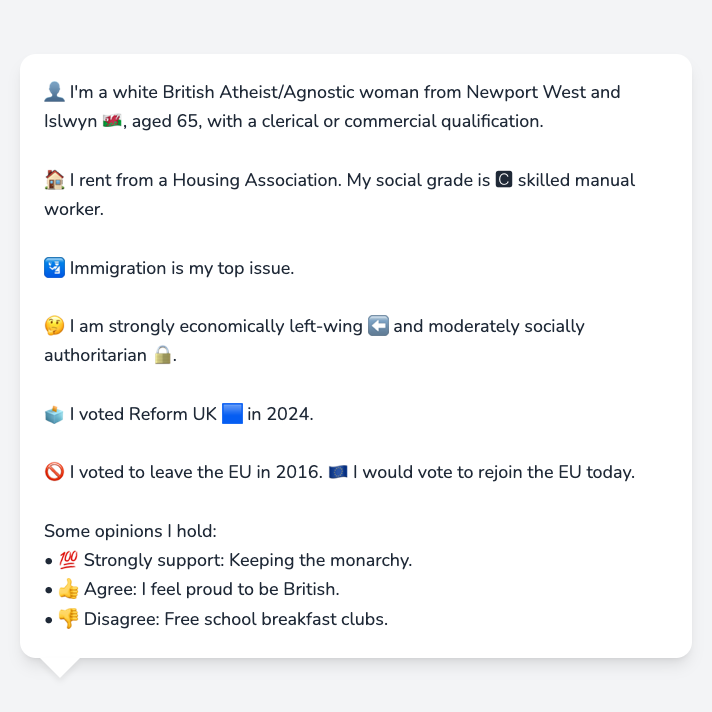 👤 I'm a white British Atheist/Agnostic woman from Newport West and
Islwyn 🏴󠁧󠁢󠁷󠁬󠁳󠁿, aged 65, with a clerical or commercial qualification.
🏠 I rent from a Housing Association. My social grade is 🅲 skilled manual
worker.
🛂 Immigration is my top issue.
🤔 I am strongly economically left-wing ⬅️ and moderately socially
authoritarian 🔒.
🗳️ I voted Reform UK 🟦 in 2024.
🚫 I voted to leave the EU in 2016. 🇪🇺 I would vote to rejoin the EU today.
Some opinions I hold:
• 💯 Strongly support: Keeping the monarchy.
• 👍 Agree: I feel proud to be British.
• 👎 Disagree: Free school breakfast clubs.